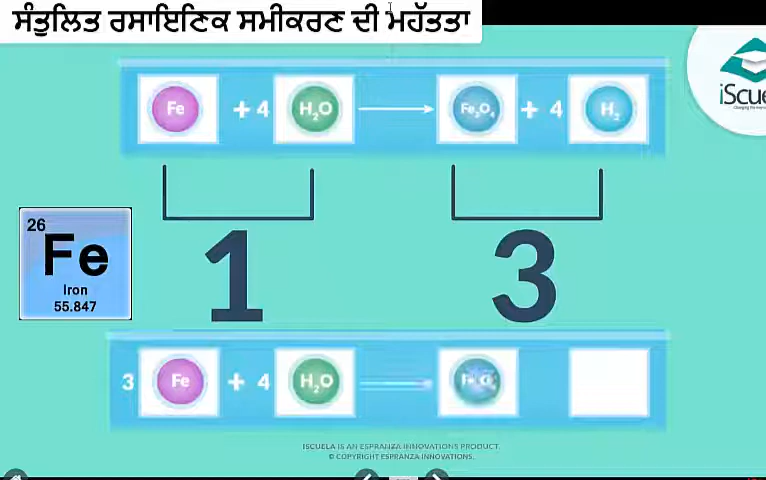 ਸੰਤੁਲਿਤ ਰਸਾਇਣਿਕ ਸਮੀਕਰਣ ਦੀ ਮਹੱਤਤਾ
Fe + 4 H₂O → Fe₃O₄ + 4 H₂
iScue
26
Fe
Iron
55.847
1 3
3 Fe + 4 H₂O
ISCUELA IS AN ESPRANZA INNOVATIONS PRODUCT.
© COPYRIGHT ESPRANZA INNOVATIONS.